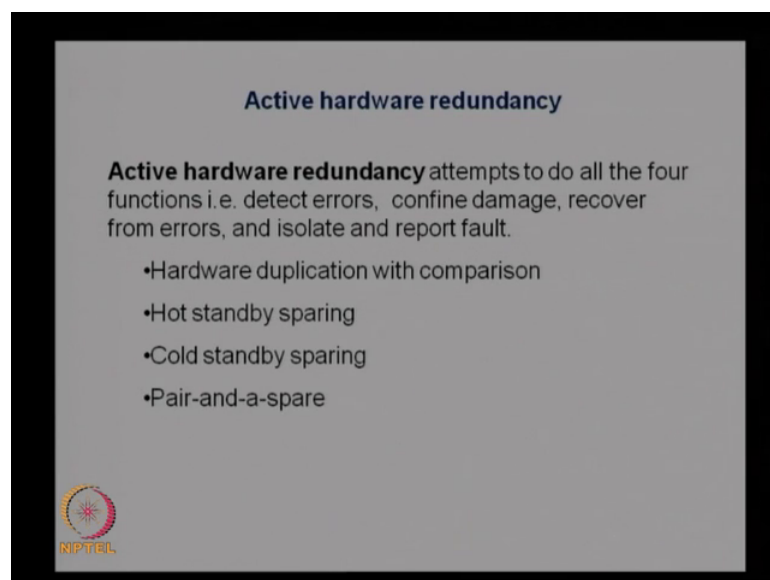 Active hardware redundancy
Active hardware redundancy attempts to do all the four
functions i.e. detect errors, confine damage, recover
from errors, and isolate and report fault.
•Hardware duplication with comparison
•Hot standby sparing
•Cold standby sparing
•Pair-and-a-spare
NPTEL